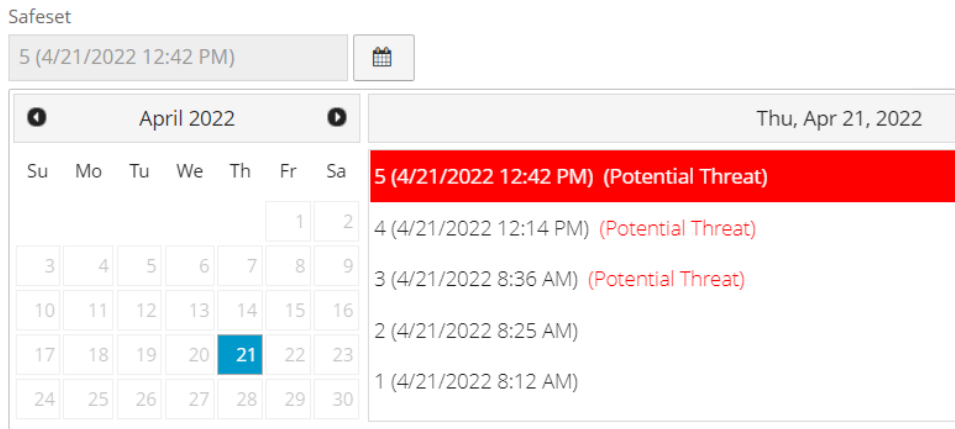 Safeset
5 (4/21/2022 12:42 PM)
April 2022
Su Mo Tu We Th Fr Sa
1 2
3 4 5 6 7 8 9
10 11 12 13 14 15 16
17 18 19 20 21 22 23
24 25 26 27 28 29 30
Thu, Apr 21, 2022
5 (4/21/2022 12:42 PM) (Potential Threat)
4 (4/21/2022 12:14 PM) (Potential Threat)
3 (4/21/2022 8:36 AM) (Potential Threat)
2 (4/21/2022 8:25 AM)
1 (4/21/2022 8:12 AM)